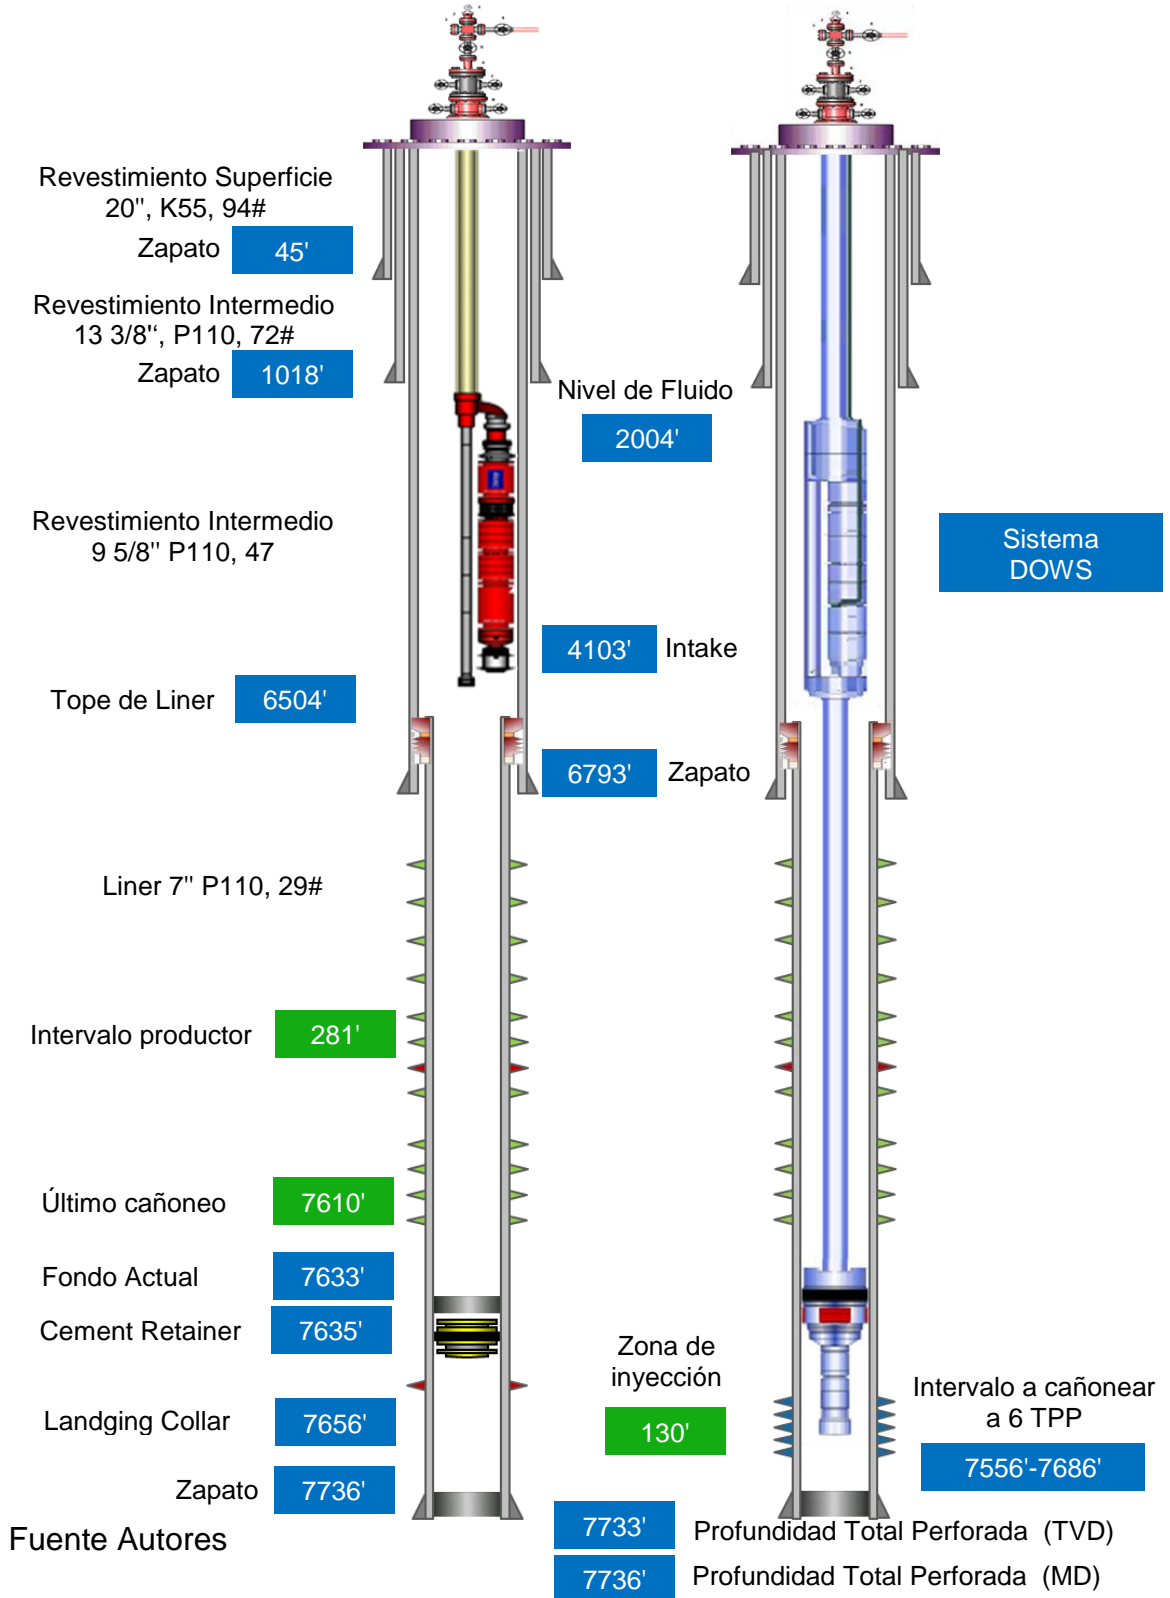 Revestimiento Superficie
20", K55, 94#
Zapato 45'
Revestimiento Intermedio
13 3/8", P110, 72#
Zapato 1018'
Nivel de Fluido
2004'
Revestimiento Intermedio
9 5/8" P110, 47
Sistema
DOWS
4103' Intake
Tope de Liner 6504'
6793' Zapato
Liner 7" P110, 29#
Intervalo productor 281'
Último cañoneo 7610'
Fondo Actual 7633'
Cement Retainer 7635'
Zona de
inyección
130'
Intervalo a cañonear
a 6 TPP
7556'-7686'
Landging Collar 7656'
Zapato 7736'
Fuente Autores
7733' Profundidad Total Perforada (TVD)
7736' Profundidad Total Perforada (MD)